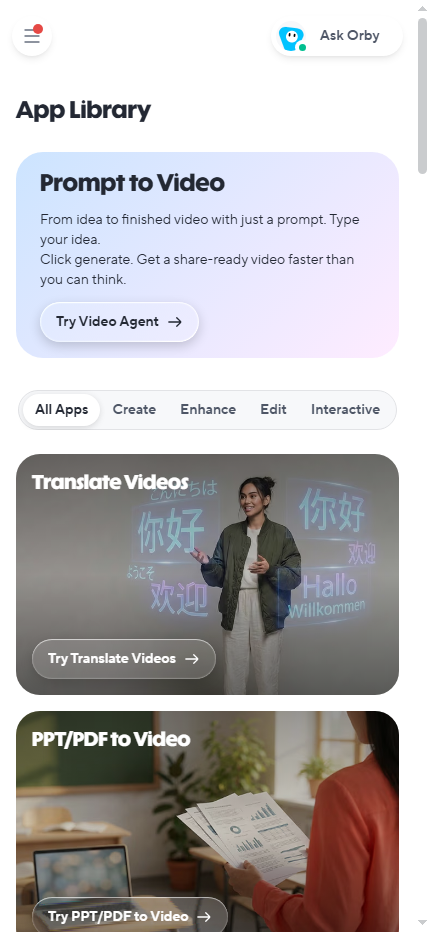 Ask Orby
App Library
Prompt to Video
From idea to finished video with just a prompt. Type
your idea.
Click generate. Get a share-ready video faster than
you can think.
Try Video Agent
All Apps
Create
Enhance
Edit
Interactive
Translate Videos
こんにちは
你好
你好
ようこそ
欢迎
欢迎
Hallo
Willkommen
Try Translate Videos
PPT/PDF to Video
Try PPT/PDF to Video